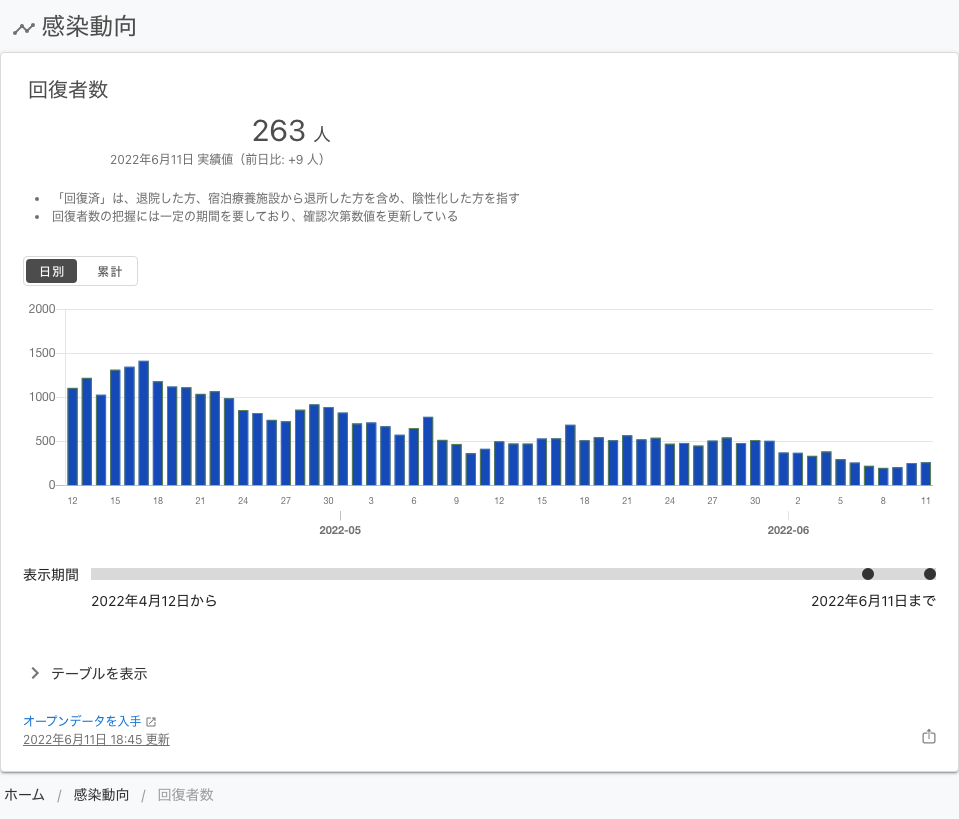 感染動向
回復者数
263 人
2022年6月11日 実績値（前日比: +9 人）
「回復済」は、退院した方、宿泊療養施設から退所した方を含め、陰性化した方を指す
回復者数の把握には一定の期間を要しており、確認次第数値を更新している
日別 累計
2000
1500
1000
500
0
12 15 18 21 24 27 30 3 6 9 12 15 18 21 24 27 30 2 5 8 11
2022-05 2022-06
表示期間
2022年4月12日から 2022年6月11日まで
テーブルを表示
オープンデータを入手
2022年6月11日 18:45 更新
ホーム / 感染動向 / 回復者数